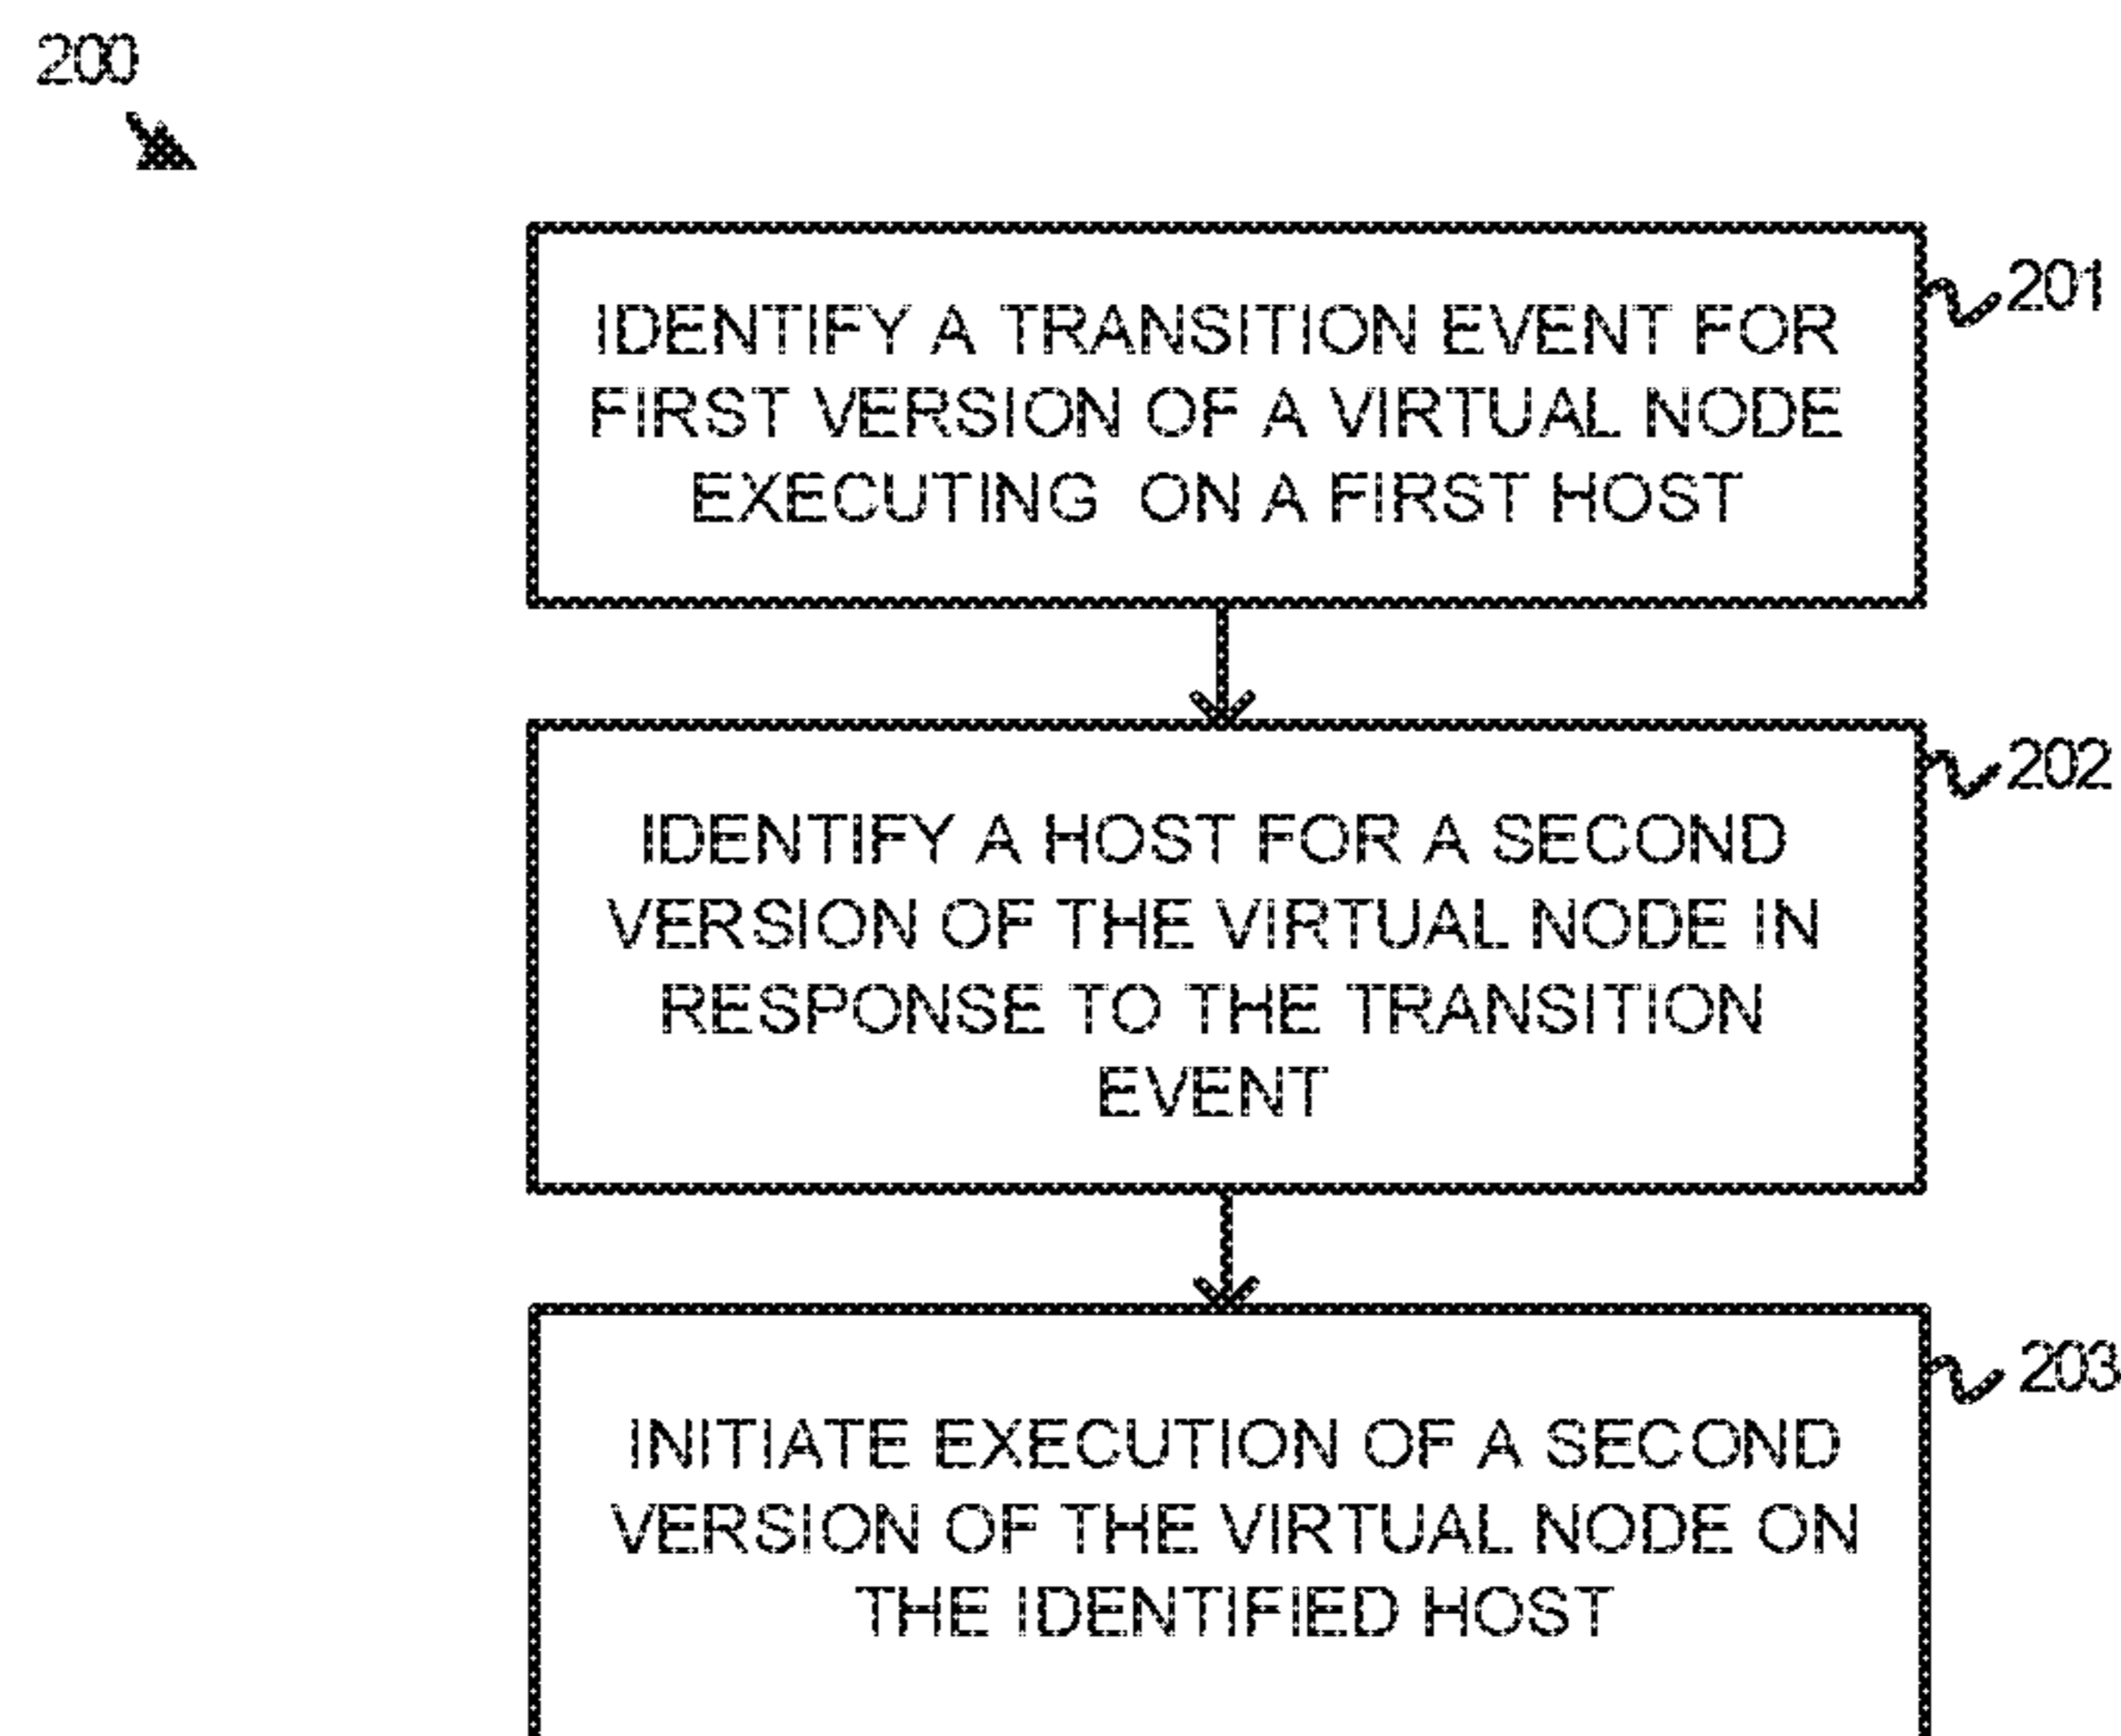 200
IDENTIFY A TRANSITION EVENT FOR
FIRST VERSION OF A VIRTUAL NODE
EXECUTING ON A FIRST HOST
201
IDENTIFY A HOST FOR A SECOND
VERSION OF THE VIRTUAL NODE IN
RESPONSE TO THE TRANSITION
EVENT
202
INITIATE EXECUTION OF A SECOND
VERSION OF THE VIRTUAL NODE ON
THE IDENTIFIED HOST
203